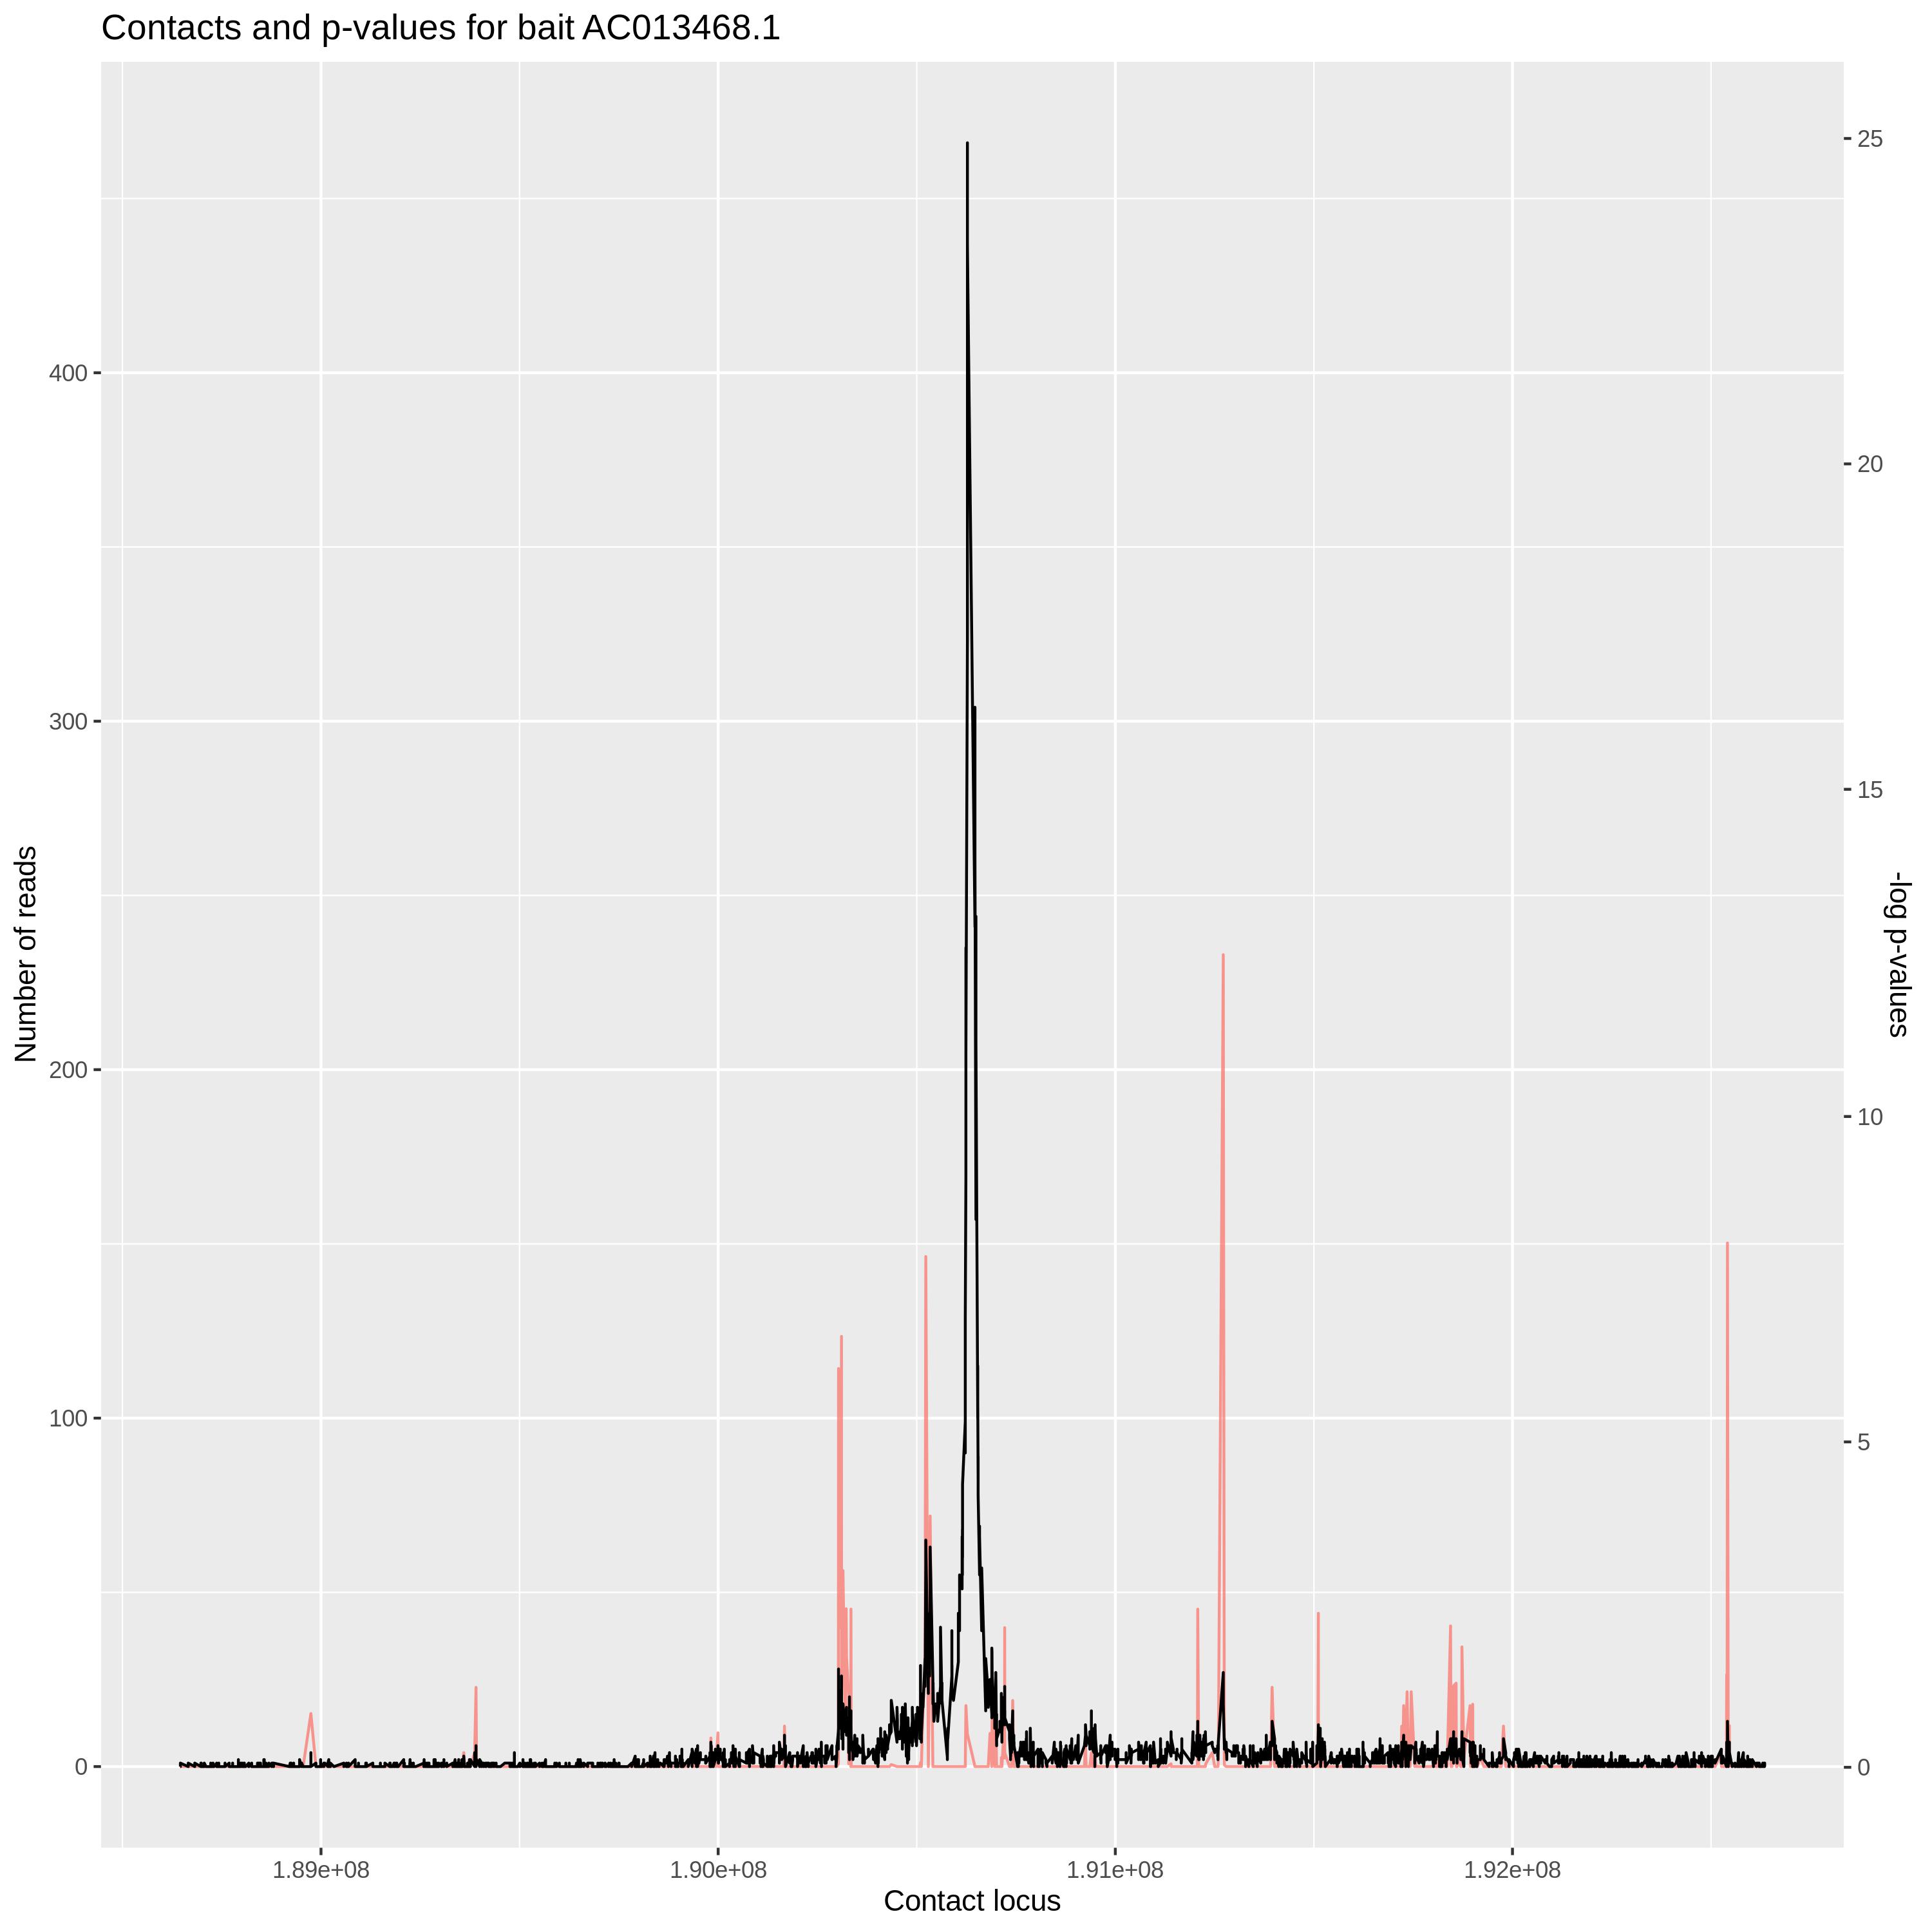 Contacts and p-values for bait AC013468.1
25
400
20
300
15
Number of reads
-log p-values
200
10
100
5
0
0
1.89e+08
1.90e+08
1.91e+08
1.92e+08
Contact locus